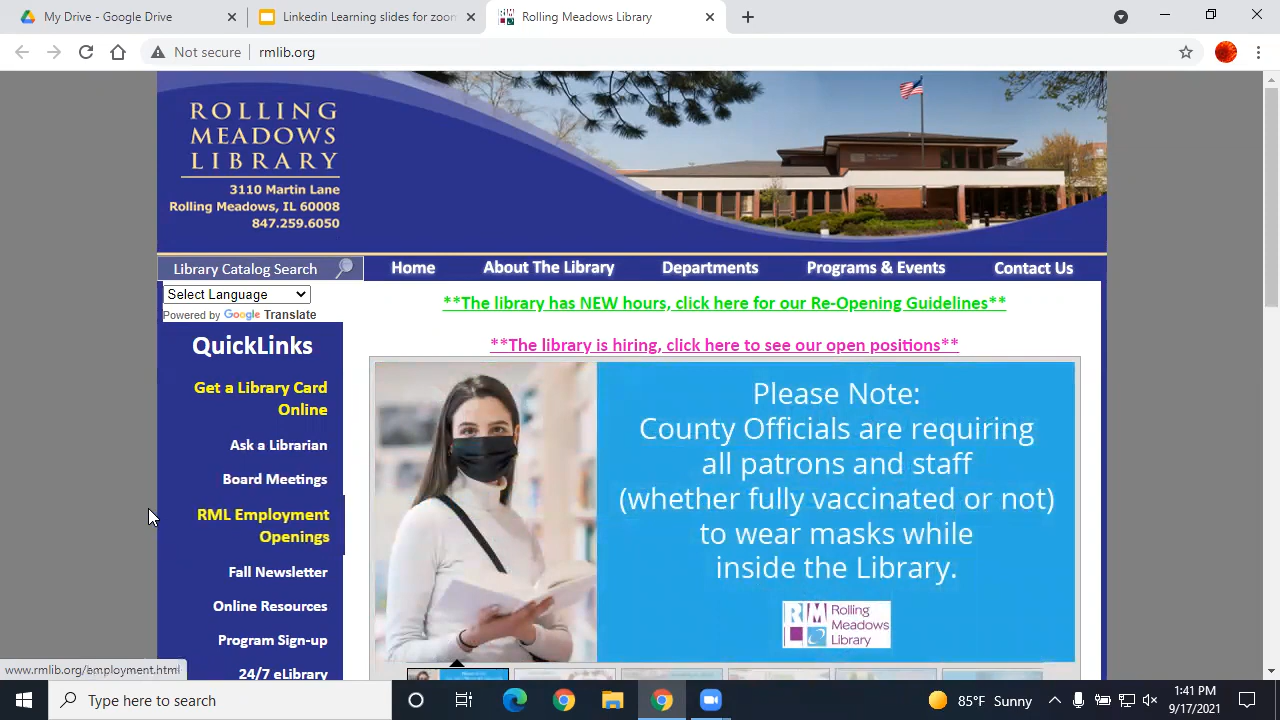 My Drive - Google Drive
Linkedin Learning slides for zoom
Rolling Meadows Library
Not secure
rmlib.org
ROLLING
MEADOWS
LIBRARY
3110 Martin Lane
Rolling Meadows, IL 60008
847.259.6050
Library Catalog Search
Home
About The Library
Departments
Programs & Events
Contact Us
Select Language
Powered by Google Translate
**The library has NEW hours, click here for our Re-Opening Guidelines**
**The library is hiring, click here to see our open positions**
QuickLinks
Get a Library Card
Online
Ask a Librarian
Board Meetings
RML Employment
Openings
Fall Newsletter
Online Resources
Program Sign-up
24/7 eLibrary
Please Note:
County Officials are requiring
all patrons and staff
(whether fully vaccinated or not)
to wear masks while
inside the Library.
RM
Rolling
Meadows
Library
www.rmlib.org/employment.html
Type here to search
85°F Sunny
1:41 PM
9/17/2021